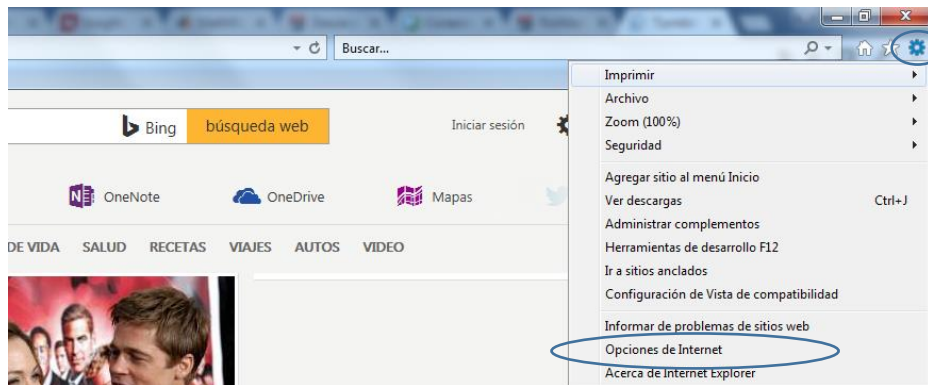 Buscar...
Imprimir
Archivo
Zoom (100%)
Seguridad
Agregar sitio al menú Inicio
Ver descargas Ctrl+J
Administrar complementos
Herramientas de desarrollo F12
Ir a sitios anclados
Configuración de Vista de compatibilidad
Informar de problemas de sitios web
Opciones de Internet
Acerca de Internet Explorer
Bing búsqueda web Iniciar sesión
OneNote OneDrive Mapas
DE VIDA SALUD RECETAS VIAJES AUTOS VIDEO